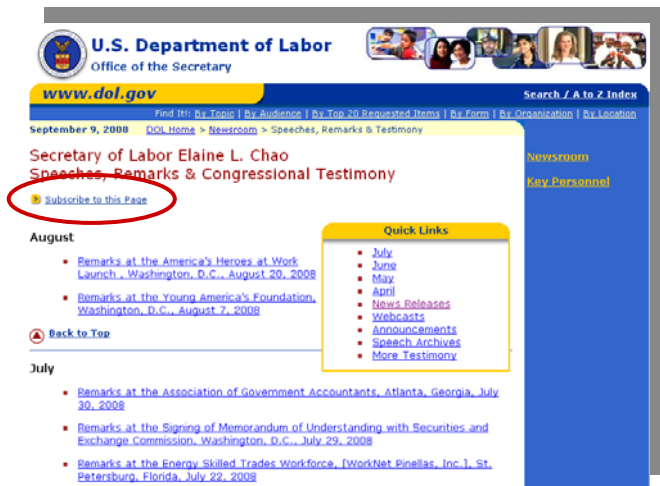 U.S. Department of Labor
Office of the Secretary
www.dol.gov
Search / A to Z Index
Find It!: By Topic | By Audience | By Top 20 Requested Items | By Form | By Organization | By Location
September 9, 2008 DOL Home > Newsroom > Speeches, Remarks & Testimony
Secretary of Labor Elaine L. Chao
Speeches, Remarks & Congressional Testimony
Newsroom
Key Personnel
Subscribe to this Page
August
Remarks at the America's Heroes at Work
Launch , Washington, D.C., August 20, 2008
Remarks at the Young America's Foundation,
Washington, D.C., August 7, 2008
Back to Top
Quick Links
July
June
May
April
News Releases
Webcasts
Announcements
Speech Archives
More Testimony
July
Remarks at the Association of Government Accountants, Atlanta, Georgia, July
30, 2008
Remarks at the Signing of Memorandum of Understanding with Securities and
Exchange Commission, Washington, D.C., July 29, 2008
Remarks at the Energy Skilled Trades Workforce, [WorkNet Pinellas, Inc.], St.
Petersburg, Florida, July 22, 2008